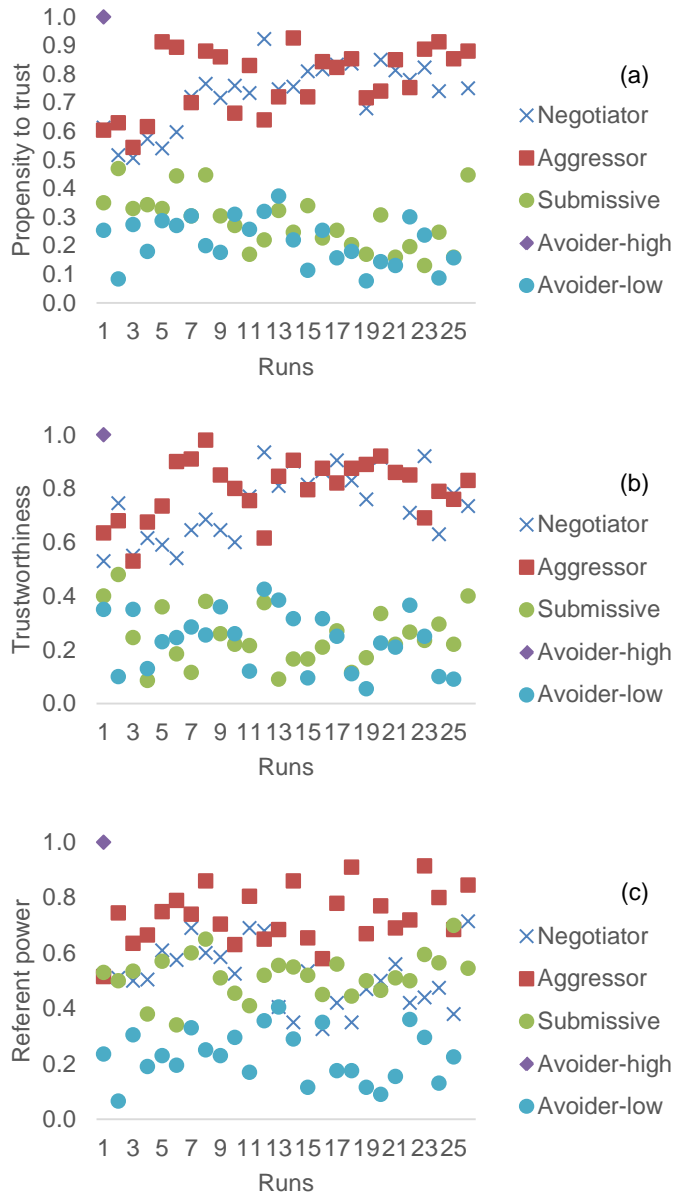 1.0
0.9
0.8
0.7
0.6
0.5
0.4
0.3
0.2
0.1
0.0
Propensity to trust
1 3 5 7 9 11 13 15 17 19 21 23 25
Runs
(a)
Negotiator
Aggressor
Submissive
Avoider-high
Avoider-low
1.0
0.8
0.6
0.4
0.2
0.0
Trustworthiness
1 3 5 7 9 11 13 15 17 19 21 23 25
Runs
(b)
Negotiator
Aggressor
Submissive
Avoider-high
Avoider-low
1.0
0.8
0.6
0.4
0.2
0.0
Referent power
1 3 5 7 9 11 13 15 17 19 21 23 25
Runs
(c)
Negotiator
Aggressor
Submissive
Avoider-high
Avoider-low